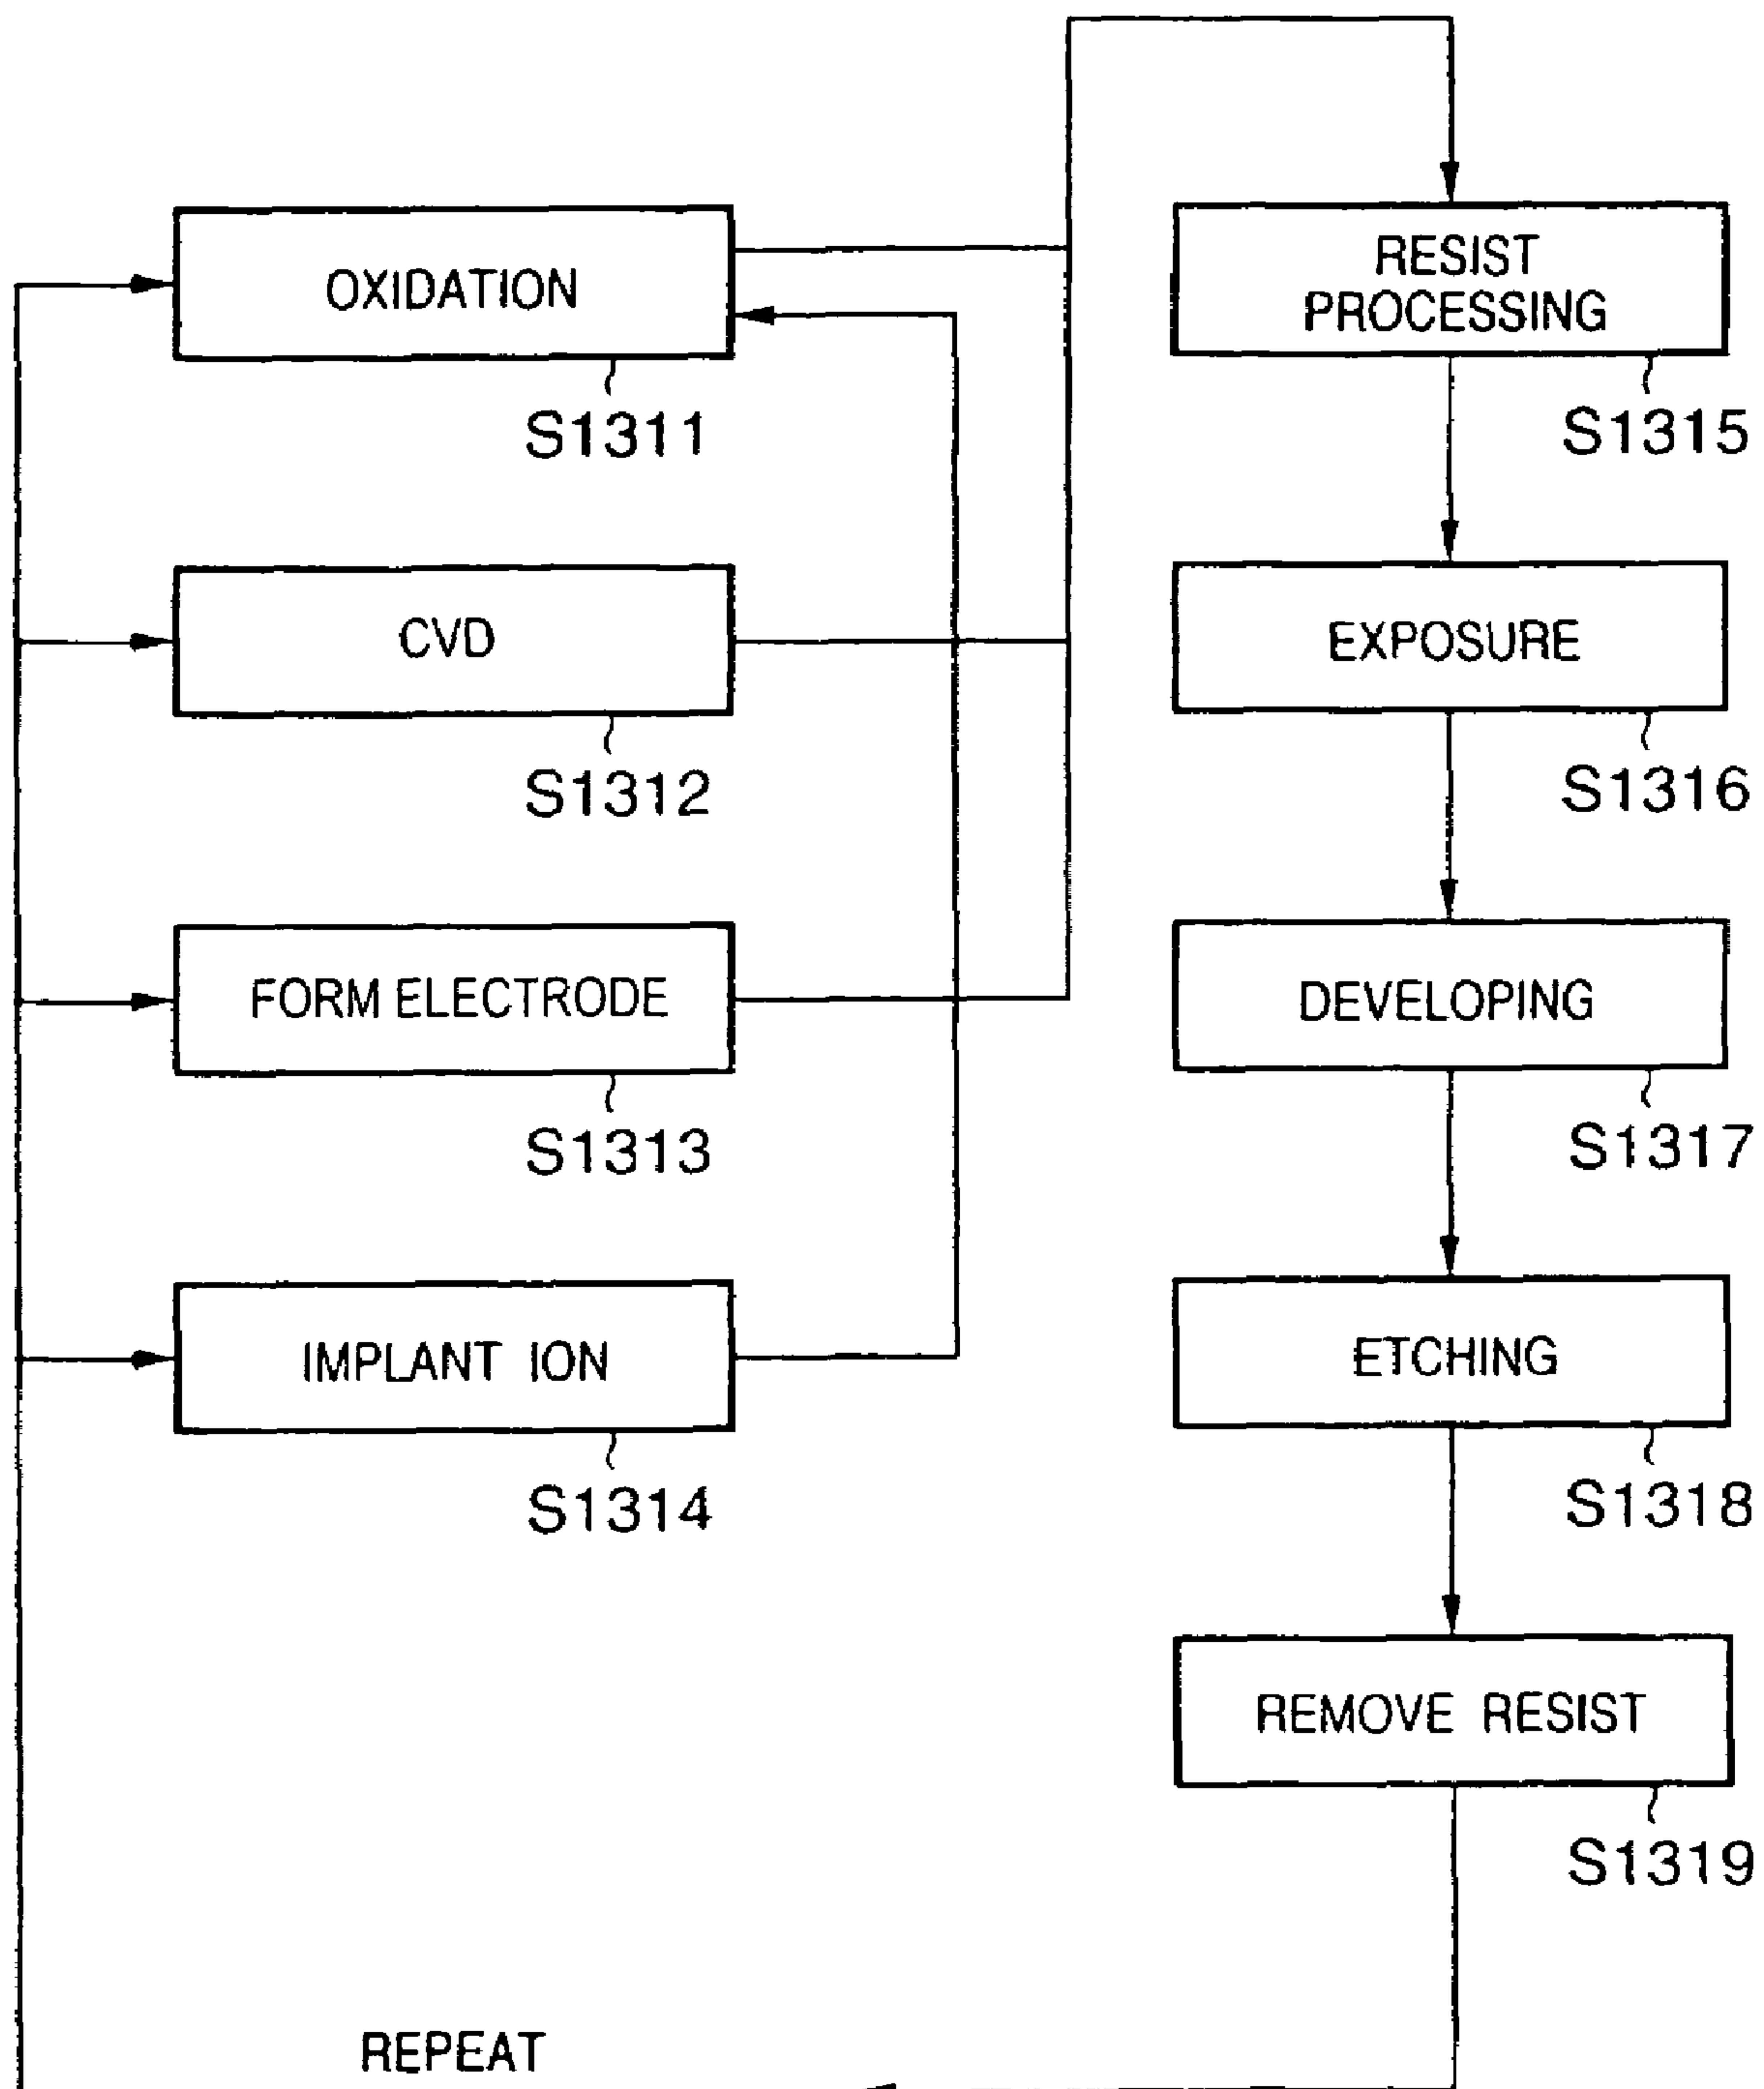 OXIDATION
S1311
CVD
S1312
FORM ELECTRODE
S1313
IMPLANT ION
S1314
RESIST
PROCESSING
S1315
EXPOSURE
S1316
DEVELOPING
S1317
ETCHING
S1318
REMOVE RESIST
S1319
REPEAT